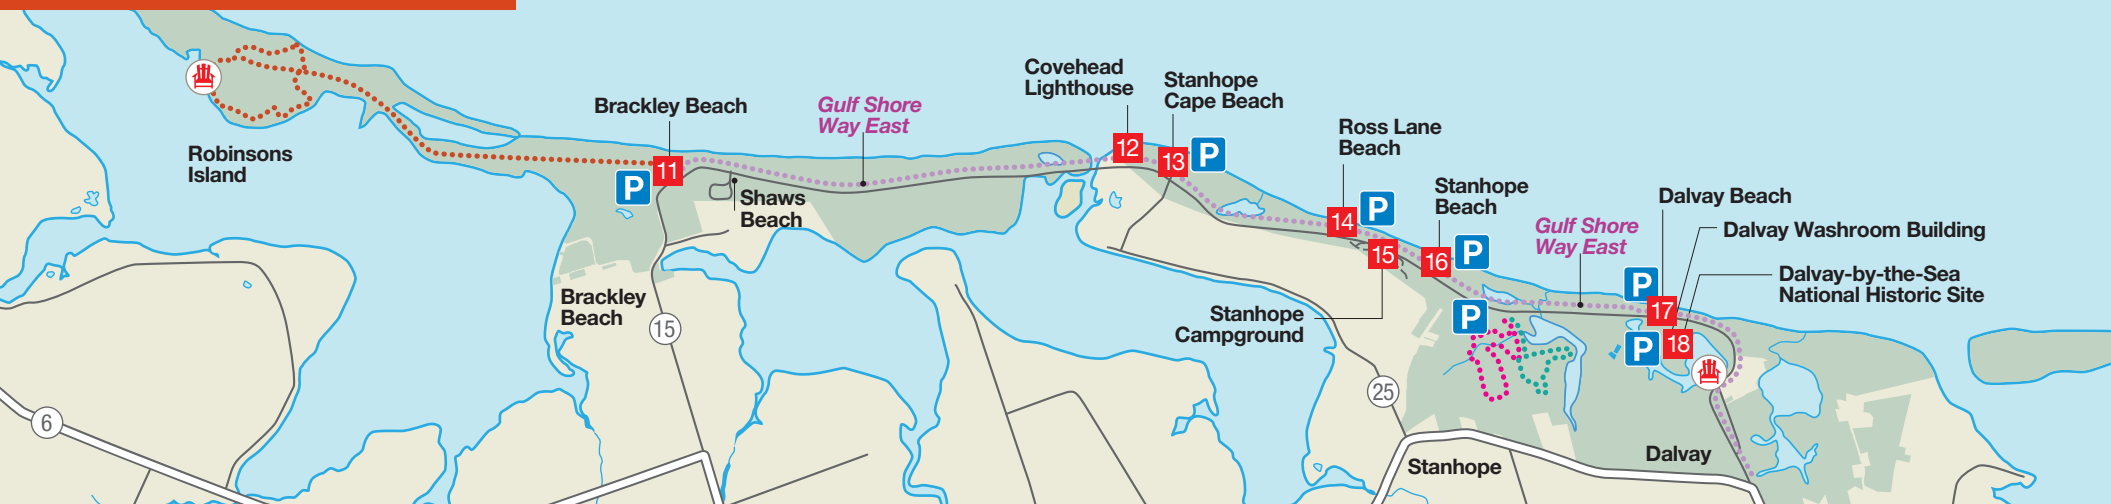 Robinsons
Island
Brackley Beach
11
P
Shaws
Beach
Gulf Shore
Way East
Brackley
Beach
15
6
Covehead
Lighthouse
12
Stanhope
Cape Beach
13
P
Ross Lane
Beach
14
P
15
Stanhope
Campground
Stanhope
Beach
16
P
P
25
Gulf Shore
Way East
Dalvay Beach
P
17
Dalvay Washroom Building
Dalvay-by-the-Sea
National Historic Site
P
18
Stanhope
Dalvay